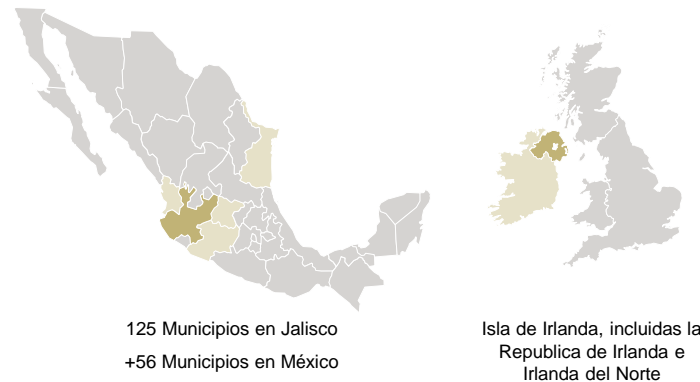 125 Municipios en Jalisco
+56 Municipios en México
Isla de Irlanda, incluidas la
Republica de Irlanda e
Irlanda del Norte